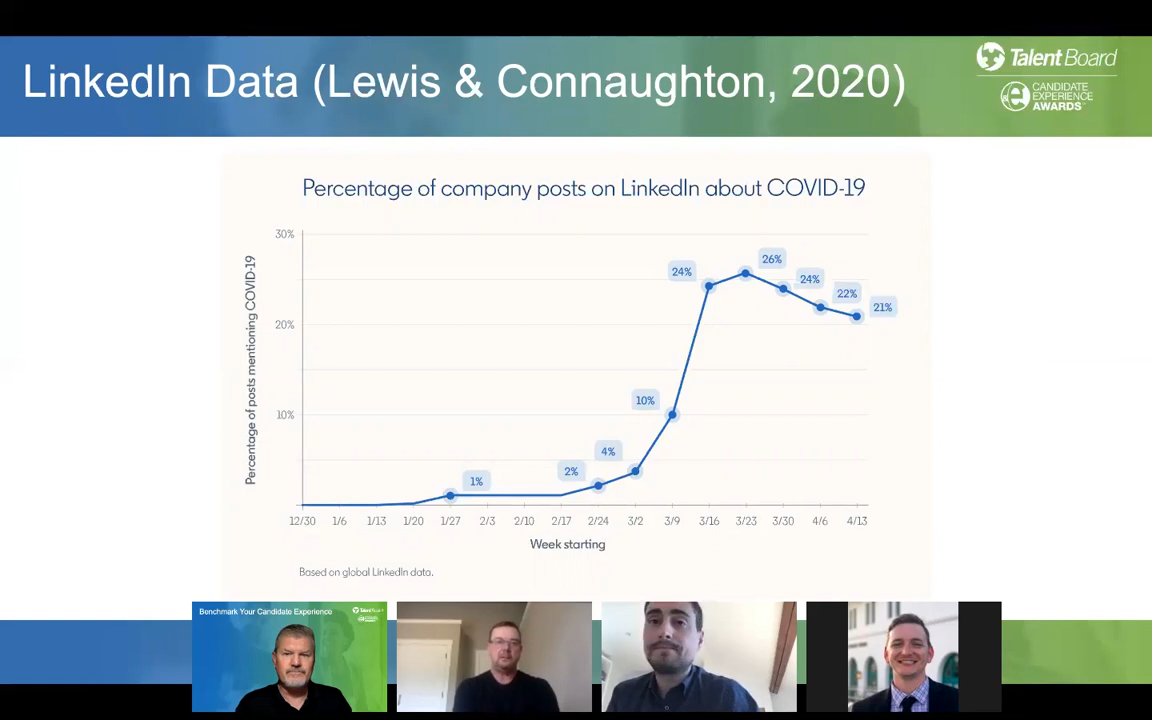 LinkedIn Data (Lewis & Connaughton, 2020)
TalentBoard
CANDIDATE
EXPERIENCE
AWARDS
Percentage of company posts on LinkedIn about COVID-19
Percentage of posts mentioning COVID-19
30%
20%
10%
1%
2%
4%
10%
24%
26%
24%
22%
21%
12/30 1/6 1/13 1/20 1/27 2/3 2/10 2/17 2/24 3/2 3/9 3/16 3/23 3/30 4/6 4/13
Week starting
Based on global LinkedIn data.
Benchmark Your Candidate Experience
TalentBoard